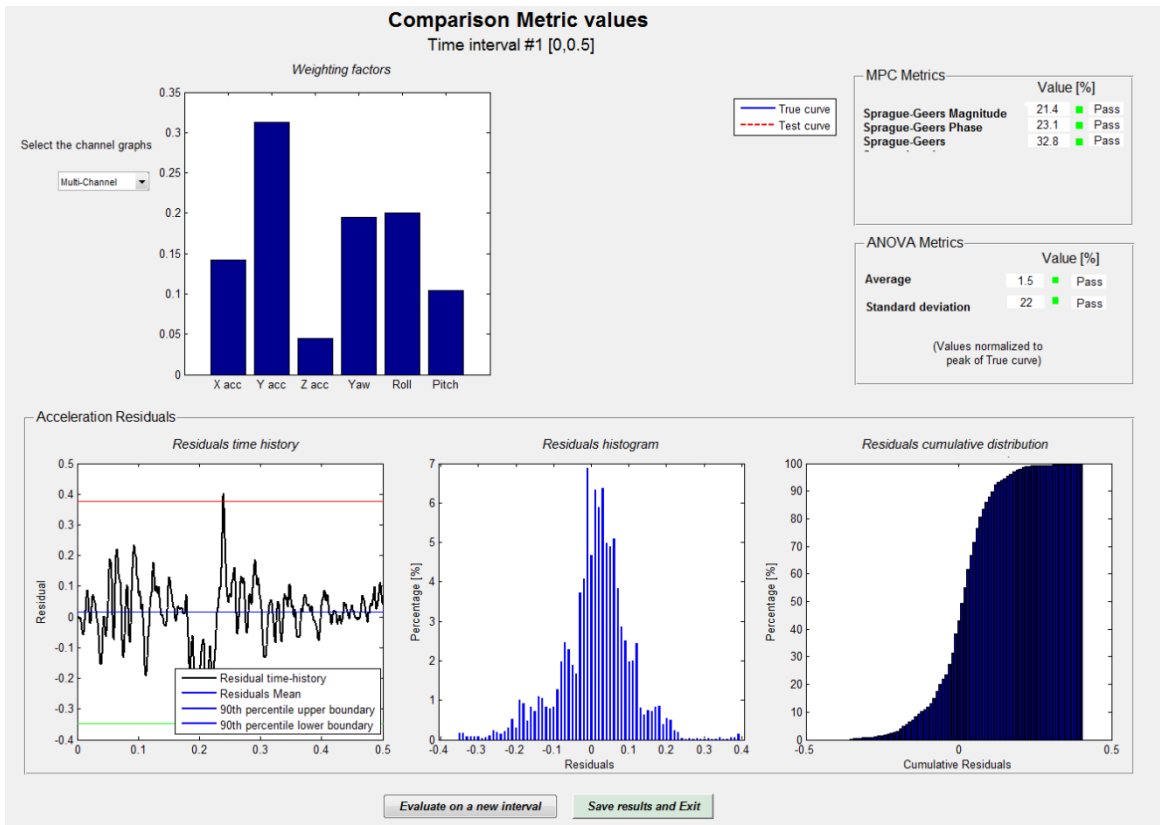 Comparison Metric values
Time interval #1 [0,0.5]
Weighting factors
0.35
0.3
0.25
0.2
0.15
0.1
0.05
0
X acc Y acc Z acc Yaw Roll Pitch
Select the channel graphs
Multi-Channel
True curve
Test curve
MPC Metrics
Value [%]
Sprague-Geers Magnitude 21.4 Pass
Sprague-Geers Phase 23.1 Pass
Sprague-Geers 32.8 Pass
ANOVA Metrics
Value [%]
Average 1.5 Pass
Standard deviation 22 Pass
(Values normalized to
peak of True curve)
Acceleration Residuals
Residuals time history
0.5
0.4
0.3
0.2
0.1
0
-0.1
-0.2
-0.3
-0.4
Residual
0 0.1 0.2 0.3 0.4 0.5
Residual time-history
Residuals Mean
90th percentile upper boundary
90th percentile lower boundary
Residuals histogram
7
6
5
4
3
2
1
0
Percentage [%]
-0.4 -0.3 -0.2 -0.1 0 0.1 0.2 0.3 0.4
Residuals
Residuals cumulative distribution
100
90
80
70
60
50
40
30
20
10
0
Percentage [%]
-0.5 0 0.5
Cumulative Residuals
Evaluate on a new interval
Save results and Exit